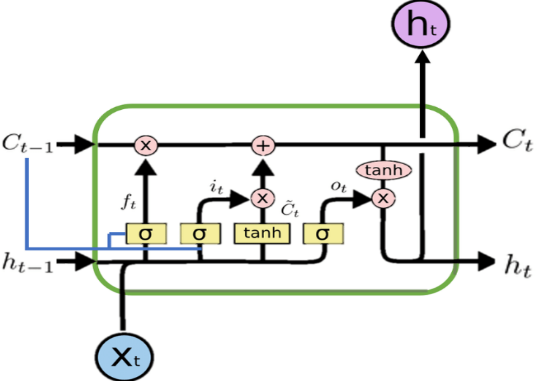 hₜ
Cₜ₋₁
x
+
Cₜ
tanh
fₜ
iₜ
x
C̃ₜ
oₜ
x
σ
σ
tanh
σ
hₜ₋₁
hₜ
Xₜ